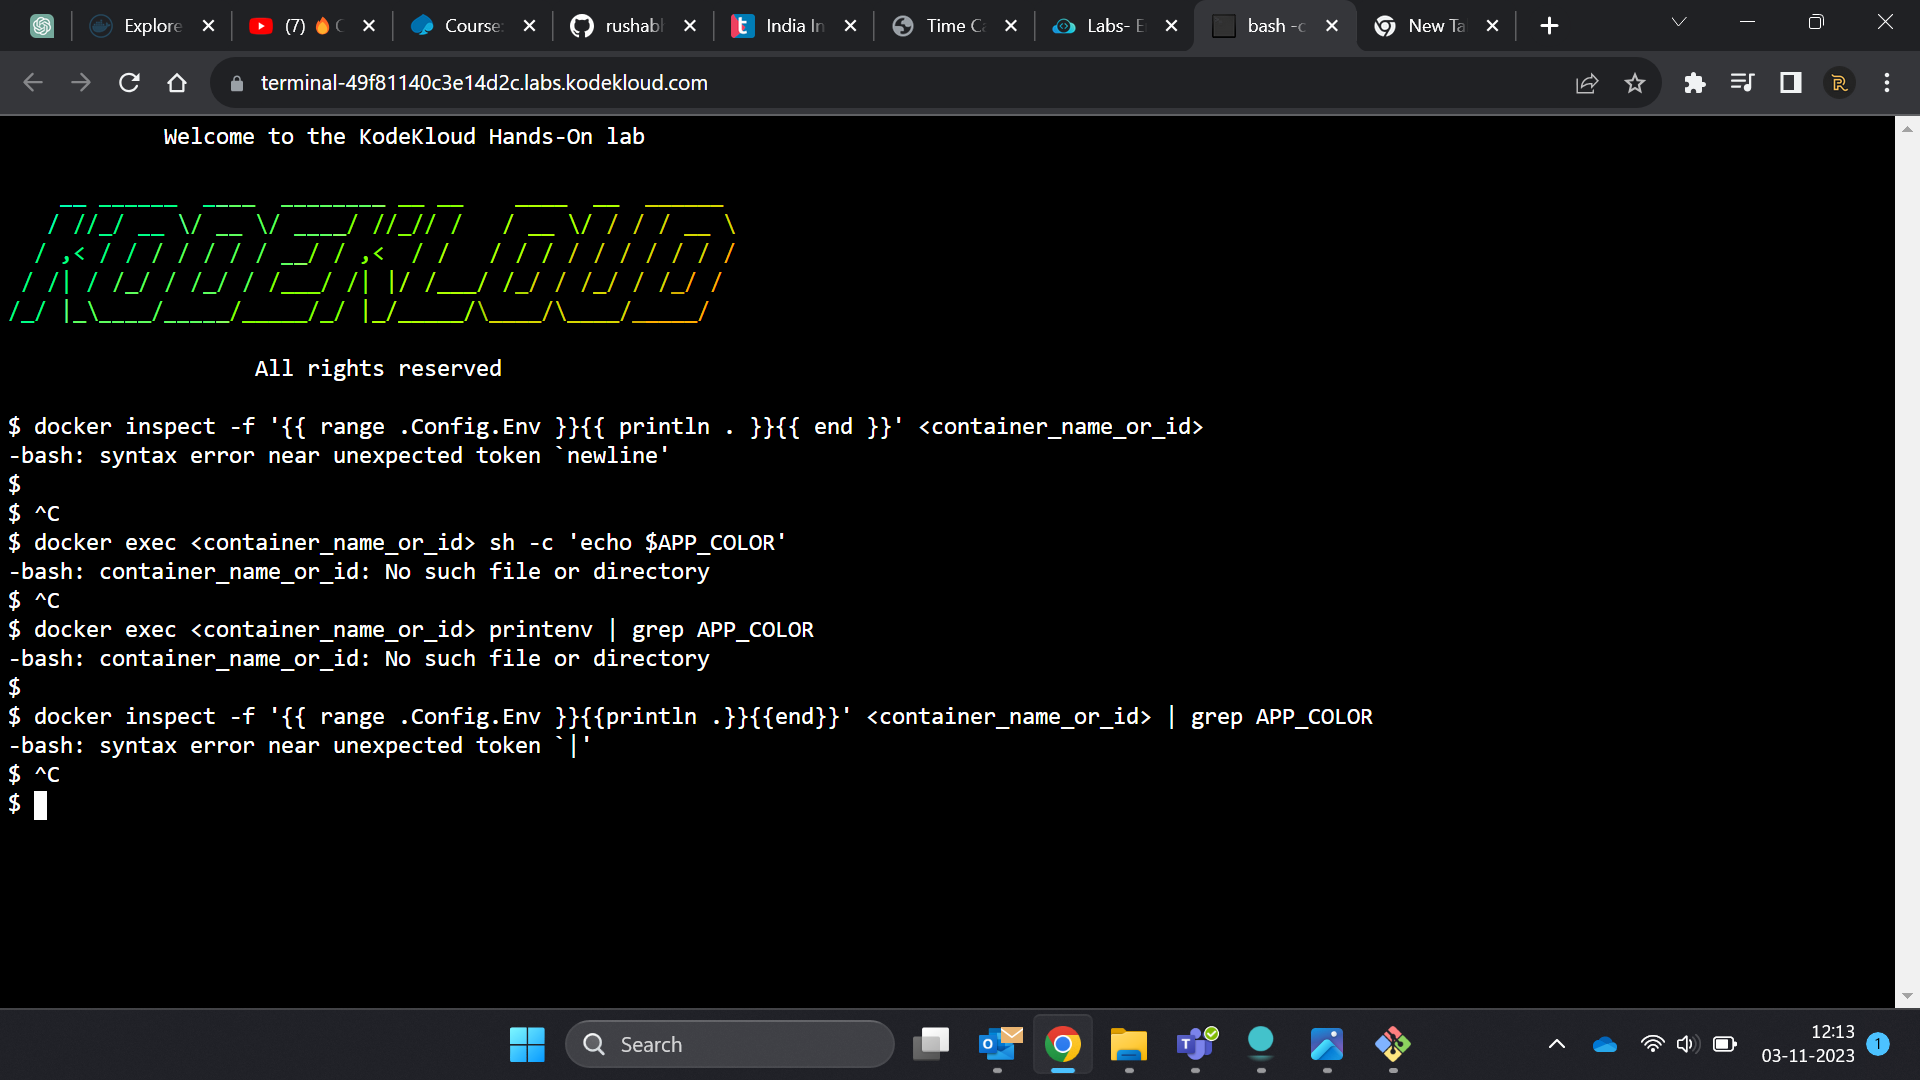 Explore
(7)
Course
rushab
India In
Time C
Labs- E
bash -c
New Ta
terminal-49f81140c3e14d2c.labs.kodekloud.com
Welcome to the KodeKloud Hands-On lab
KODEKLOUD
All rights reserved
$ docker inspect -f '{{ range .Config.Env }}{{ println . }}{{ end }}' <container_name_or_id>
-bash: syntax error near unexpected token `newline'
$
$ ^C
$ docker exec <container_name_or_id> sh -c 'echo $APP_COLOR'
-bash: container_name_or_id: No such file or directory
$ ^C
$ docker exec <container_name_or_id> printenv | grep APP_COLOR
-bash: container_name_or_id: No such file or directory
$
$ docker inspect -f '{{ range .Config.Env }}{{println .}}{{end}}' <container_name_or_id> | grep APP_COLOR
-bash: syntax error near unexpected token `|'
$ ^C
$
Search
12:13
03-11-2023
1